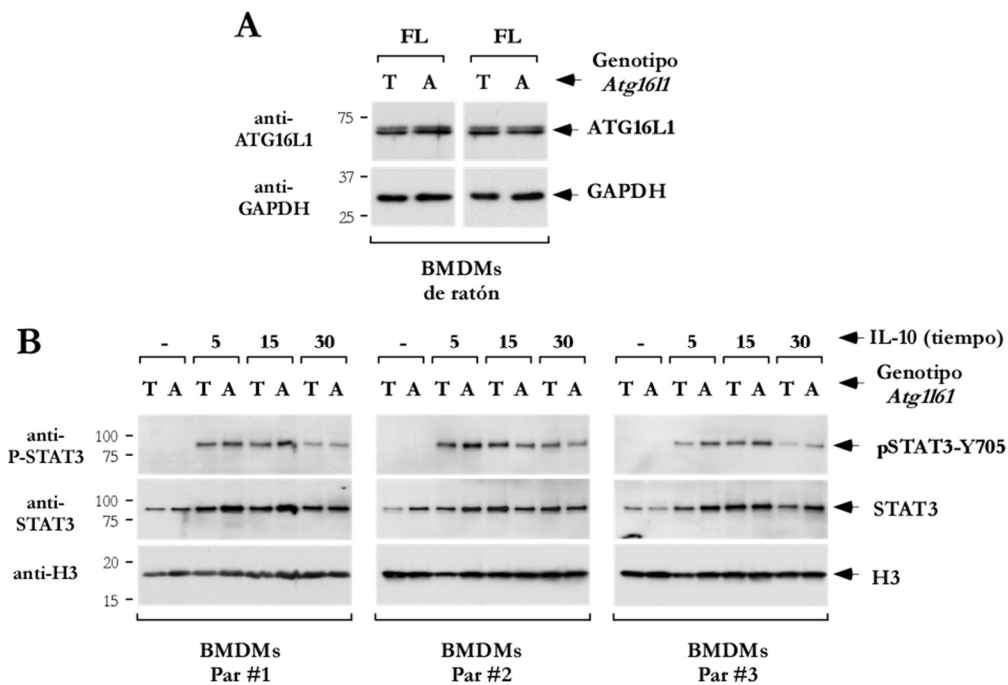 A
FL FL
Genotipo
T A T A
Atg16l1
anti-
ATG16L1
75
ATG16L1
anti-
GAPDH
37
25
GAPDH
BMDMs
de ratón
B
- 5 15 30 - 5 15 30 - 5 15 30 IL-10 (tiempo)
Genotipo
T A T A T A T A T A T A T A T A T A T A T A T A
Atg1l61
anti-
P-STAT3
100
75
pSTAT3-Y705
anti-
STAT3
100
75
STAT3
anti-H3
20
15
H3
BMDMs
Par #1
BMDMs
Par #2
BMDMs
Par #3